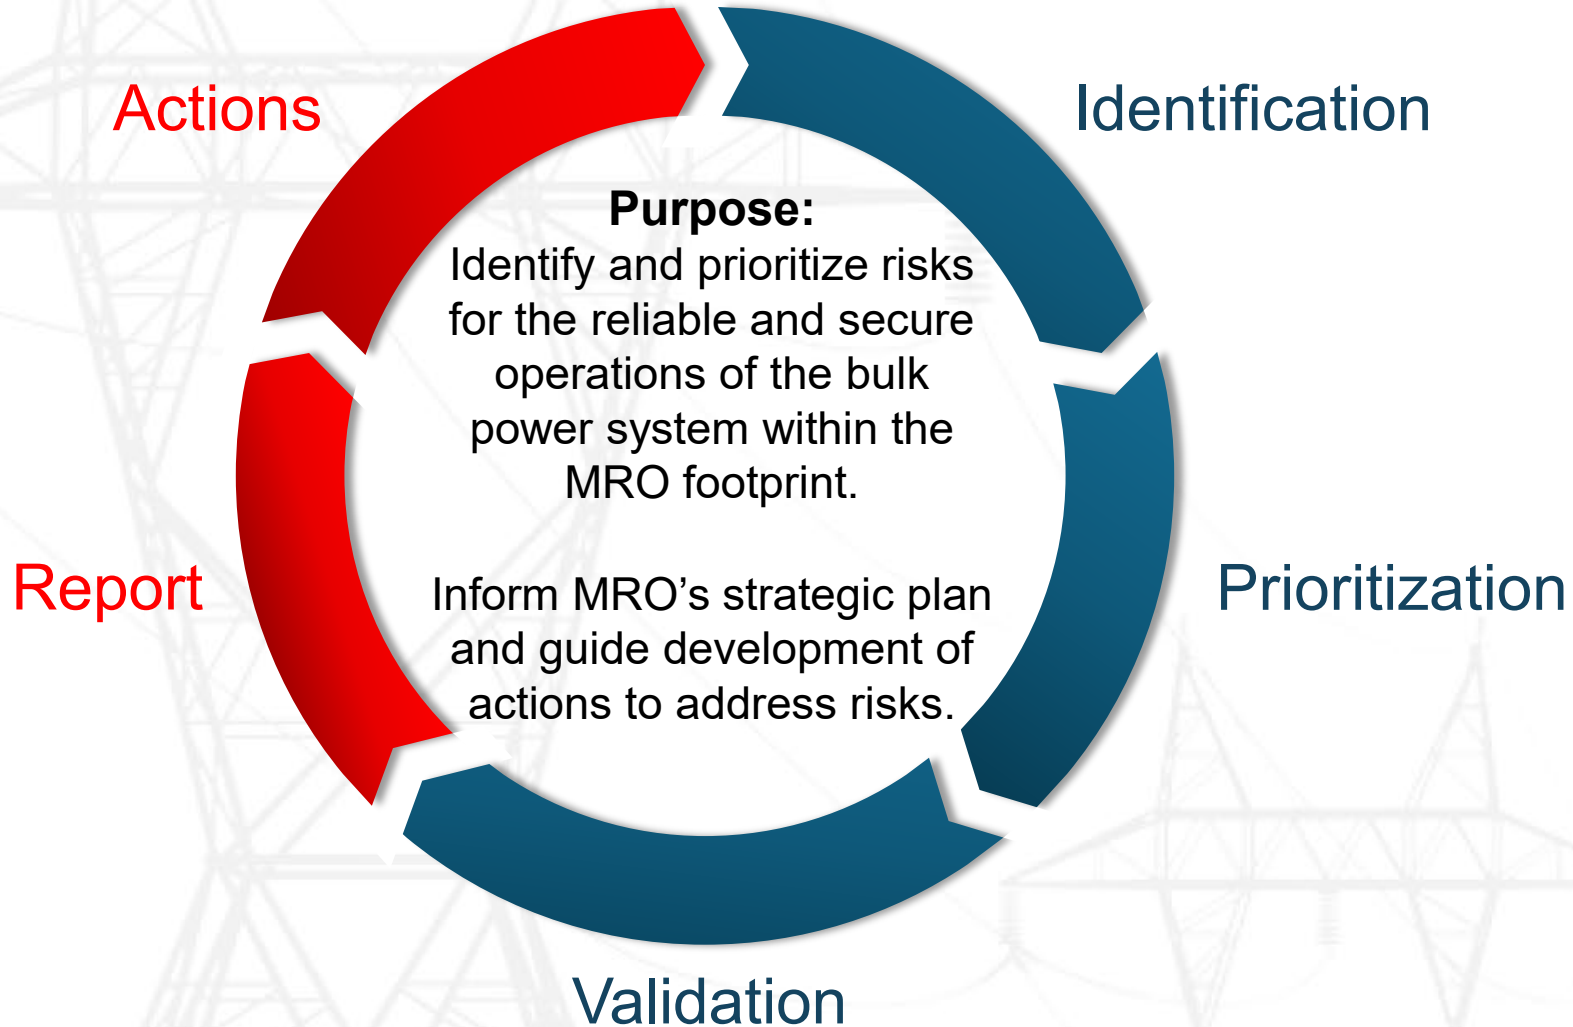 Actions
Identification
Purpose:
Identify and prioritize risks
for the reliable and secure
operations of the bulk
power system within the
MRO footprint.
Inform MRO’s strategic plan
and guide development of
actions to address risks.
Report
Prioritization
Validation